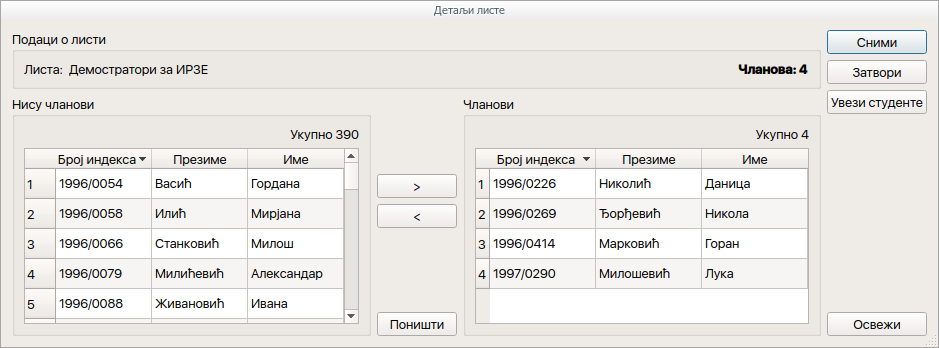 Детаљи листе
Подаци о листи
Листа: Демостратори за ИРЗЕ
Чланова: 4
Сними
Затвори
Увези студенте
Нису чланови
Укупно 390
Број индекса Презиме Име
1 1996/0054 Васић Гордана
2 1996/0058 Илић Мирјана
3 1996/0066 Станковић Милош
4 1996/0079 Милићевић Александар
5 1996/0088 Живановић Ивана
>
<
Поништи
Чланови
Укупно 4
Број индекса Презиме Име
1 1996/0226 Николић Даница
2 1996/0269 Ђорђевић Никола
3 1996/0414 Марковић Горан
4 1997/0290 Милошевић Лука
Освежи